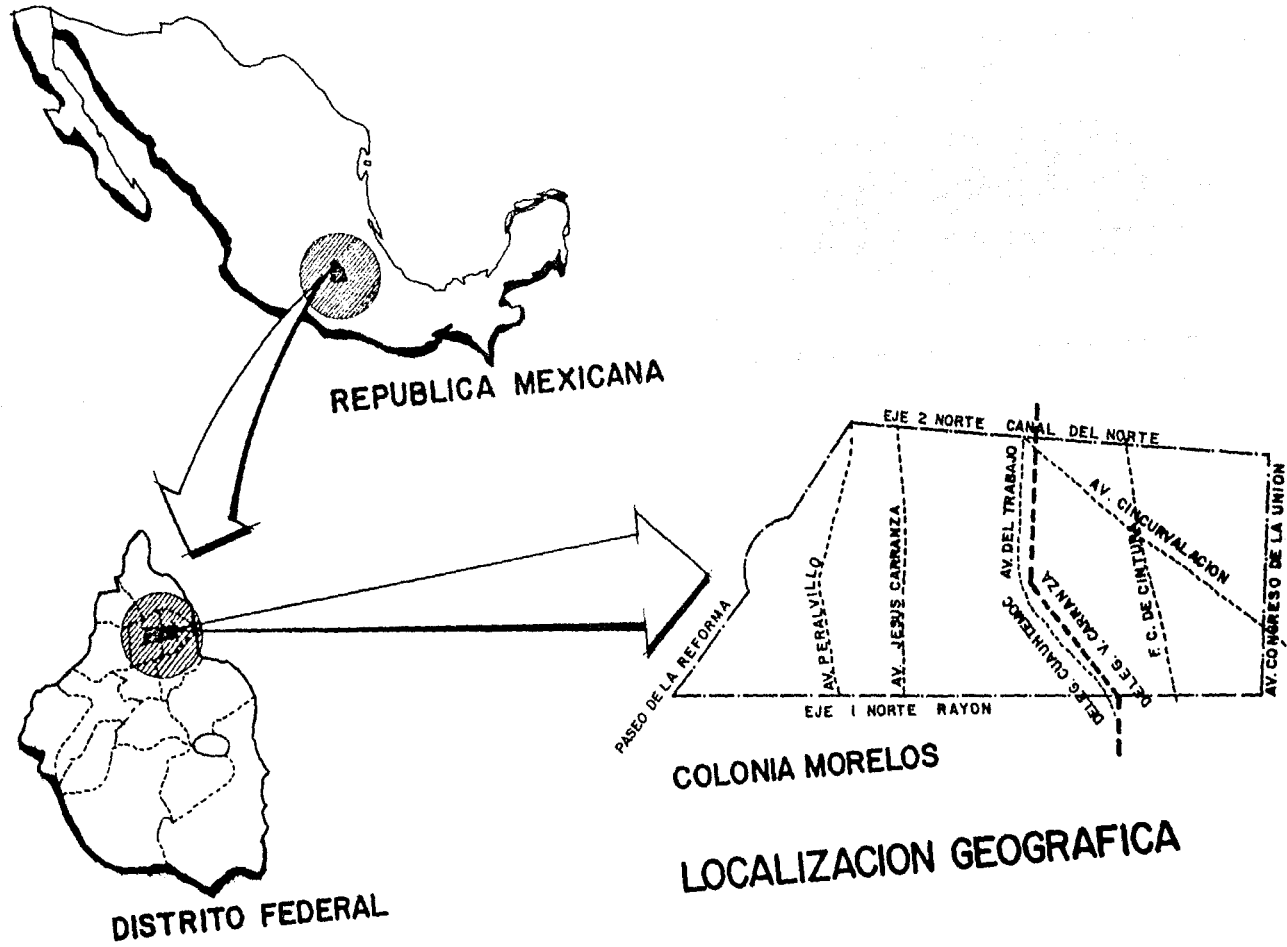 REPUBLICA MEXICANA
EJE 2 NORTE CANAL DEL NORTE
AV. DEL TRABAJO
AV. CINCURVALACION
AV. CONGRESO DE LA UNION
AV. PERALVILLO
AV. JESUS CARRANZA
F. C. DE CINTURA
DELEG. CUAUHTEMOC
DELEG. V. CARRANZA
PASEO DE LA REFORMA
EJE 1 NORTE RAYON
COLONIA MORELOS
LOCALIZACION GEOGRAFICA
DISTRITO FEDERAL